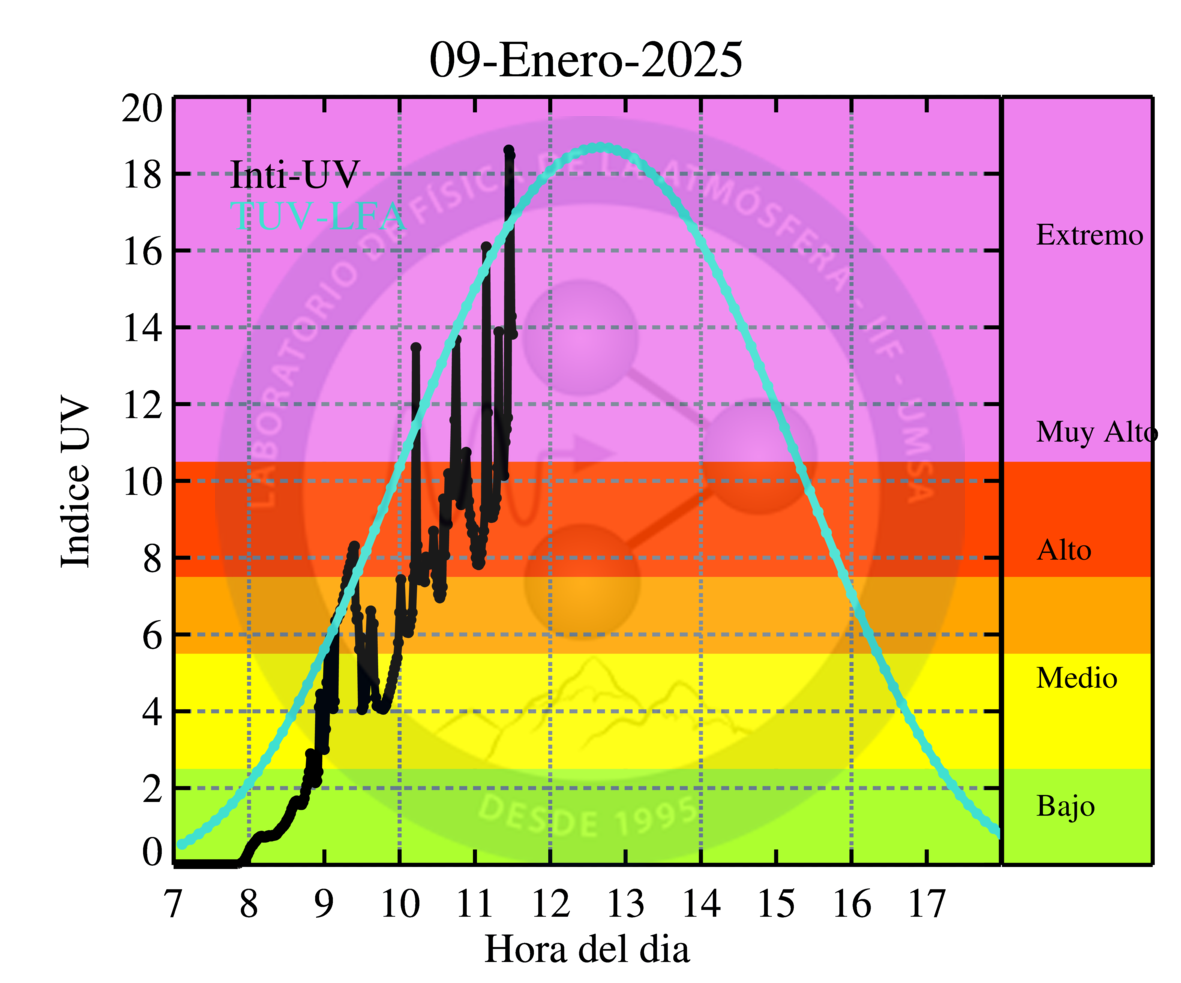 09-Enero-2025
20
18
16
14
12
10
8
6
4
2
0
Indice UV
Inti-UV
TUV-LFA
LABORATORIO DE FÍSICA DE LA ATMÓSFERA - IIF - UMSA
DESDE 1995
Extremo
Muy Alto
Alto
Medio
Bajo
7 8 9 10 11 12 13 14 15 16 17
Hora del dia